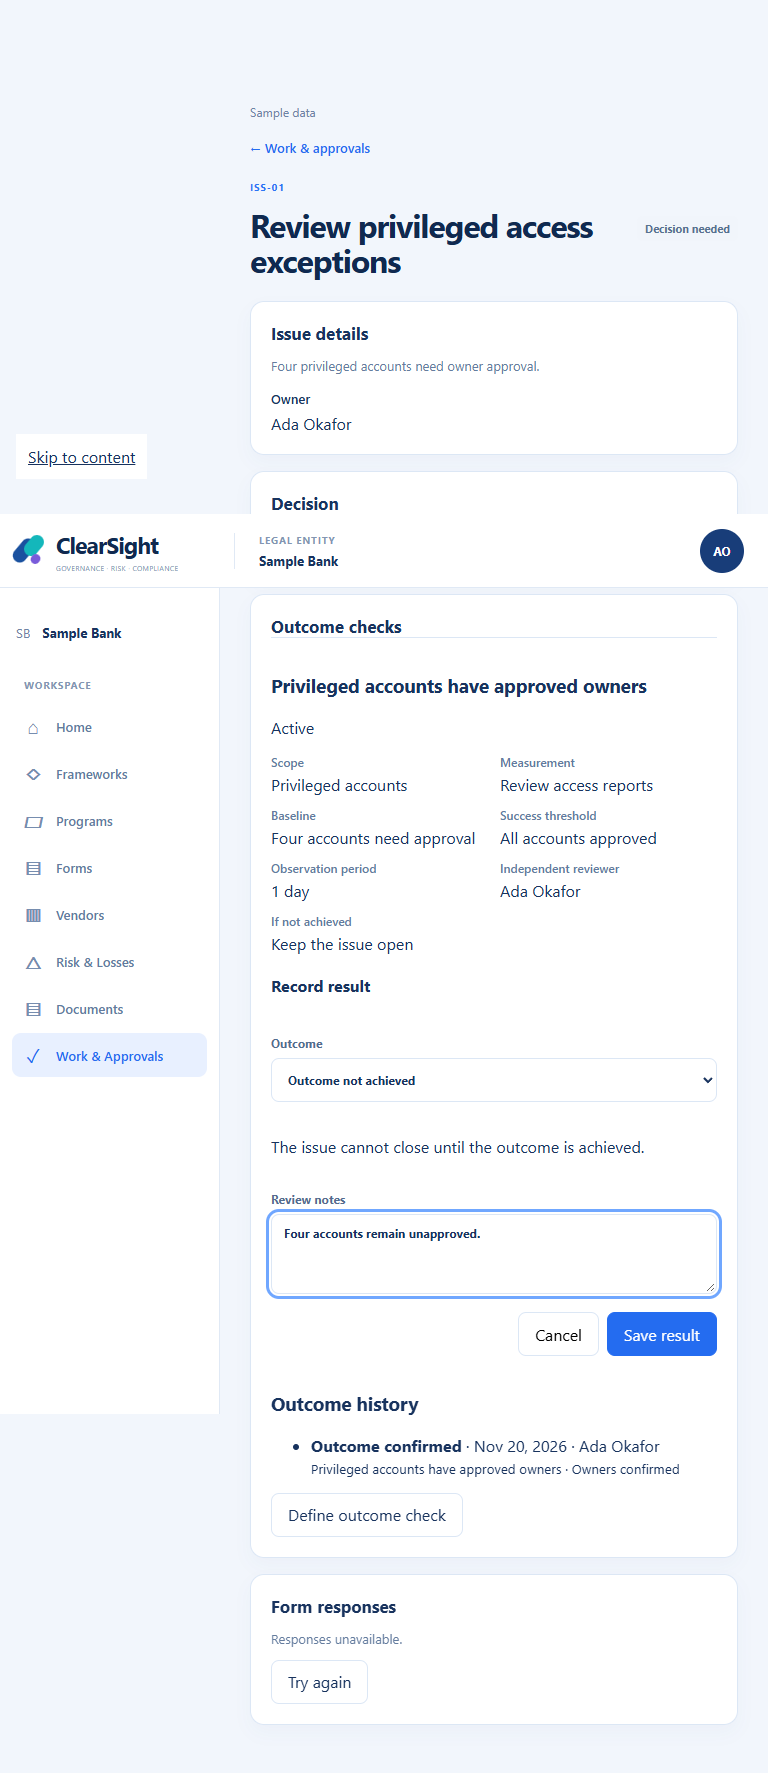 Sample data
← Work & approvals
ISS-01
Review privileged access
exceptions
Decision needed
Issue details
Four privileged accounts need owner approval.
Owner
Ada Okafor
Skip to content
Decision
ClearSight
GOVERNANCE · RISK · COMPLIANCE
LEGAL ENTITY
Sample Bank
AO
SB Sample Bank
WORKSPACE
Home
Frameworks
Programs
Forms
Vendors
Risk & Losses
Documents
Work & Approvals
Outcome checks
Privileged accounts have approved owners
Active
Scope
Privileged accounts
Measurement
Review access reports
Baseline
Four accounts need approval
Success threshold
All accounts approved
Observation period
1 day
Independent reviewer
Ada Okafor
If not achieved
Keep the issue open
Record result
Outcome
Outcome not achieved
The issue cannot close until the outcome is achieved.
Review notes
Four accounts remain unapproved.
Cancel
Save result
Outcome history
• Outcome confirmed · Nov 20, 2026 · Ada Okafor
Privileged accounts have approved owners · Owners confirmed
Define outcome check
Form responses
Responses unavailable.
Try again